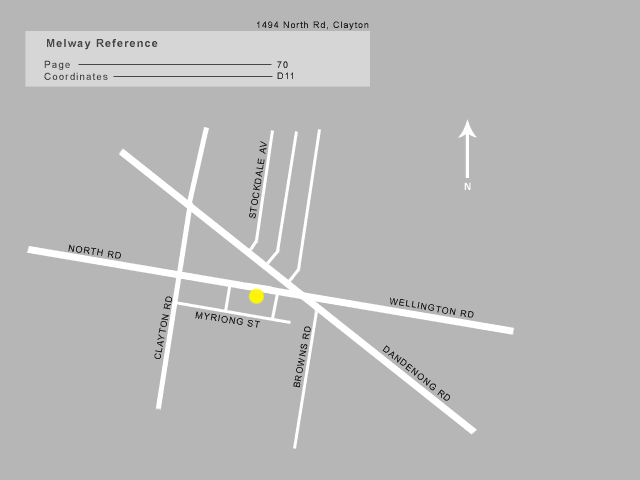 1494 North Rd, Clayton
Melway Reference
Page 70
Coordinates D11
N
STOCKDALE AV
NORTH RD
WELLINGTON RD
CLAYTON RD
MYRIONG ST
BROWNS RD
DANDENONG RD